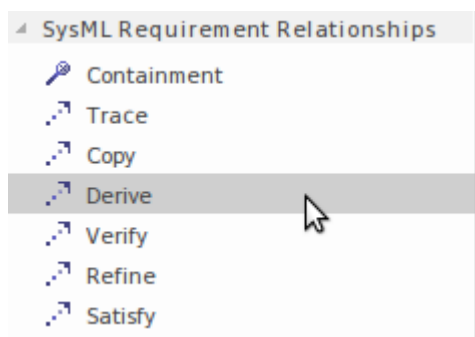 SysML Requirement Relationships
Containment
Trace
Copy
Derive
Verify
Refine
Satisfy